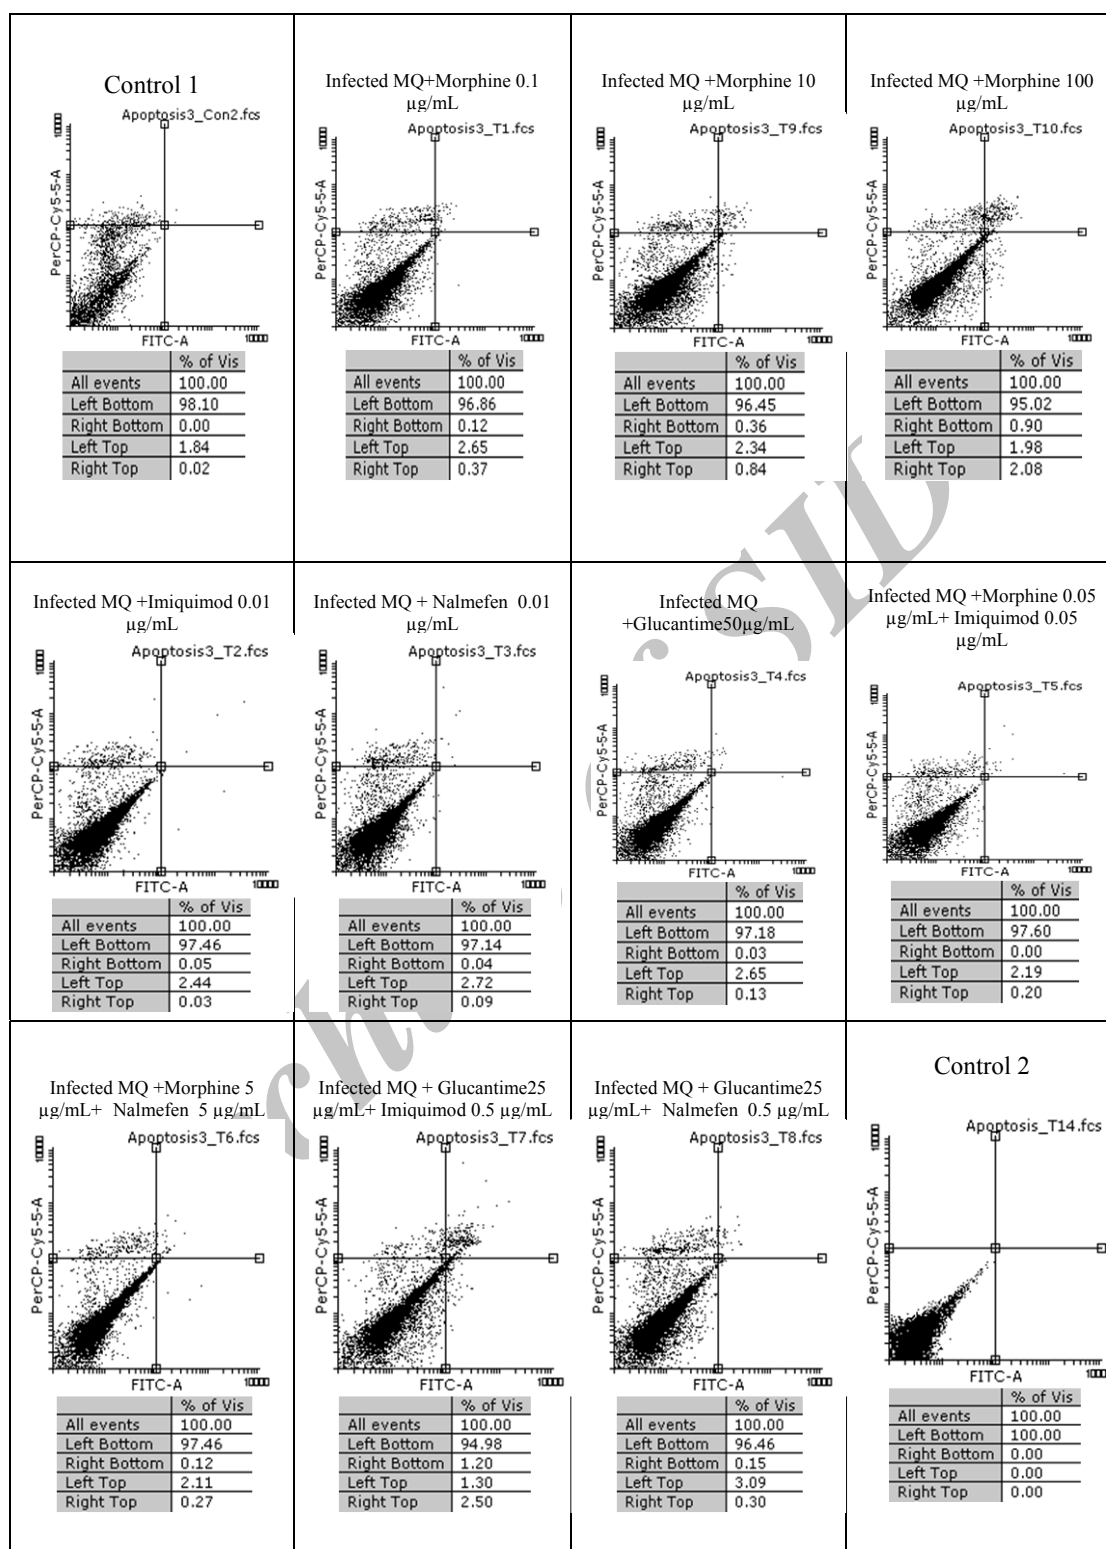 Control 1
Apoptosis3_Con2.fcs
PerCP-Cy5-5-A
FITC-A
% of Vis
All events 100.00
Left Bottom 98.10
Right Bottom 0.00
Left Top 1.84
Right Top 0.02
Infected MQ+Morphine 0.1
µg/mL
Apoptosis3_T1.fcs
PerCP-Cy5-5-A
FITC-A
10000
% of Vis
All events 100.00
Left Bottom 96.86
Right Bottom 0.12
Left Top 2.65
Right Top 0.37
Infected MQ +Morphine 10
µg/mL
Apoptosis3_T9.fcs
PerCP-Cy5-5-A
FITC-A
10000
% of Vis
All events 100.00
Left Bottom 96.45
Right Bottom 0.36
Left Top 2.34
Right Top 0.84
Infected MQ +Morphine 100
µg/mL
Apoptosis3_T10.fcs
PerCP-Cy5-5-A
FITC-A
10000
% of Vis
All events 100.00
Left Bottom 95.02
Right Bottom 0.90
Left Top 1.98
Right Top 2.08
Infected MQ +Imiquimod 0.01
µg/mL
Apoptosis3_T2.fcs
PerCP-Cy5-5-A
FITC-A
10000
% of Vis
All events 100.00
Left Bottom 97.46
Right Bottom 0.05
Left Top 2.44
Right Top 0.03
Infected MQ + Nalmefen 0.01
µg/mL
Apoptosis3_T3.fcs
PerCP-Cy5-5-A
FITC-A
10000
% of Vis
All events 100.00
Left Bottom 97.14
Right Bottom 0.04
Left Top 2.72
Right Top 0.09
Infected MQ
+Glucantime50µg/mL
Apoptosis3_T4.fcs
PerCP-Cy5-5-A
FITC-A
10000
% of Vis
All events 100.00
Left Bottom 97.18
Right Bottom 0.03
Left Top 2.65
Right Top 0.13
Infected MQ +Morphine 0.05
µg/mL+ Imiquimod 0.05
µg/mL
Apoptosis3_T5.fcs
PerCP-Cy5-5-A
FITC-A
10000
% of Vis
All events 100.00
Left Bottom 97.60
Right Bottom 0.00
Left Top 2.19
Right Top 0.20
Infected MQ +Morphine 5
µg/mL+ Nalmefen 5 µg/mL
Apoptosis3_T6.fcs
PerCP-Cy5-5-A
FITC-A
10000
% of Vis
All events 100.00
Left Bottom 97.46
Right Bottom 0.12
Left Top 2.11
Right Top 0.27
Infected MQ + Glucantime25
µg/mL+ Imiquimod 0.5 µg/mL
Apoptosis3_T7.fcs
PerCP-Cy5-5-A
FITC-A
10000
% of Vis
All events 100.00
Left Bottom 94.98
Right Bottom 1.20
Left Top 1.30
Right Top 2.50
Infected MQ + Glucantime25
µg/mL+ Nalmefen 0.5 µg/mL
Apoptosis3_T8.fcs
PerCP-Cy5-5-A
FITC-A
10000
% of Vis
All events 100.00
Left Bottom 96.46
Right Bottom 0.15
Left Top 3.09
Right Top 0.30
Control 2
Apoptosis_T14.fcs
PerCP-Cy5-5-A
FITC-A
10000
% of Vis
All events 100.00
Left Bottom 100.00
Right Bottom 0.00
Left Top 0.00
Right Top 0.00